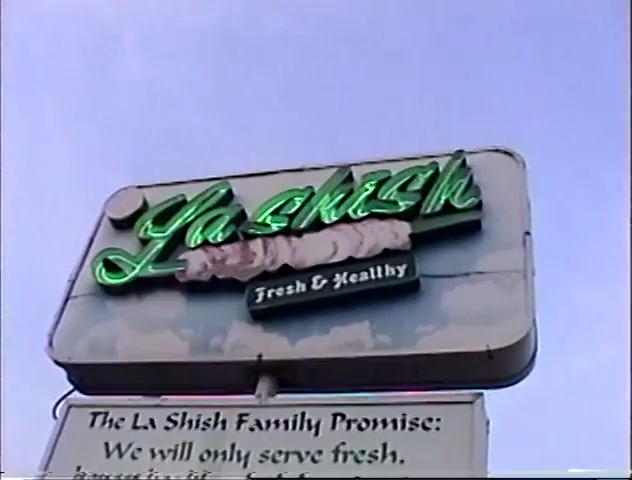 La Shish
Fresh & Healthy
The La Shish Family Promise:
We will only serve fresh,